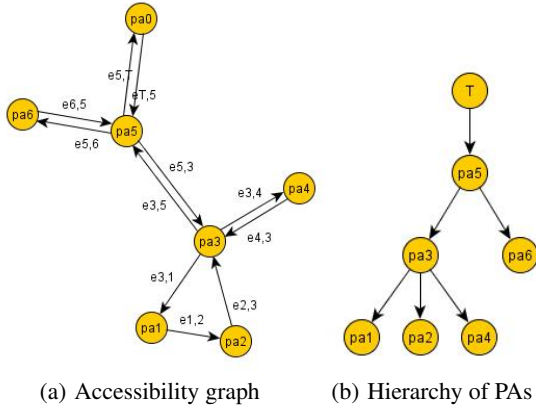 pa0
e5,T
eT,5
pa6
e6,5
e5,6
pa5
e5,3
e3,5
e3,4
pa4
e4,3
pa3
e3,1
e2,3
pa1
e1,2
pa2
(a) Accessibility graph
T
pa5
pa3
pa6
pa1
pa2
pa4
(b) Hierarchy of PAs